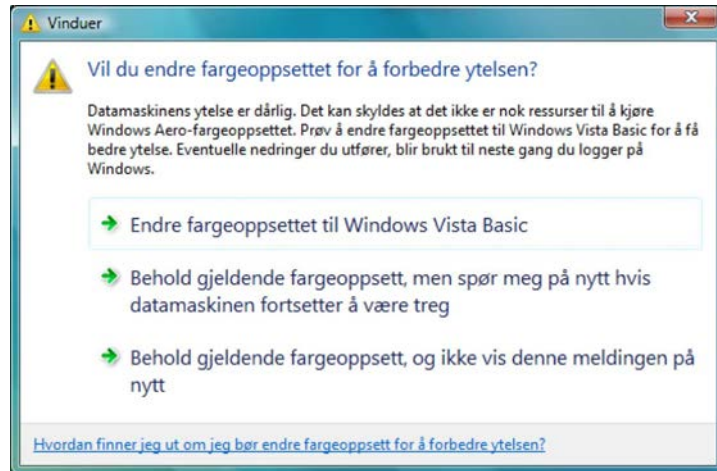 Vinduer
Vil du endre fargeoppsettet for å forbedre ytelsen?
Datamaskinens ytelse er dårlig. Det kan skyldes at det ikke er nok ressurser til å kjøre
Windows Aero-fargeoppsettet. Prøv å endre fargeoppsettet til Windows Vista Basic for å få
bedre ytelse. Eventuelle nedringer du utfører, blir brukt til neste gang du logger på
Windows.
Endre fargeoppsettet til Windows Vista Basic
Behold gjeldende fargeoppsett, men spør meg på nytt hvis
datamaskinen fortsetter å være treg
Behold gjeldende fargeoppsett, og ikke vis denne meldingen på
nytt
Hvordan finner jeg ut om jeg bør endre fargeoppsett for å forbedre ytelsen?